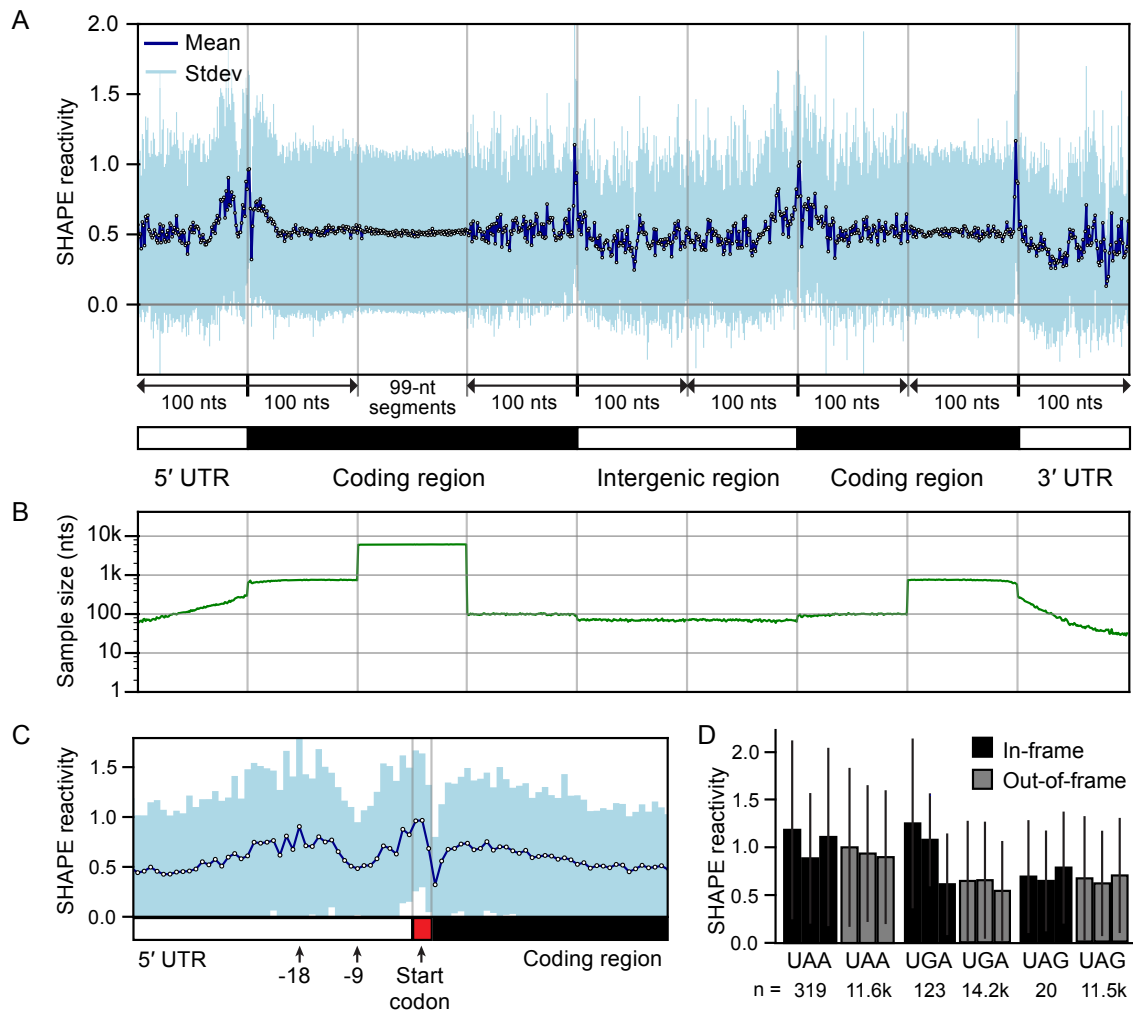 A
SHAPE reactivity
2.0
1.5
1.0
0.5
0.0
Mean
Stdev
100 nts
100 nts
99-nt
segments
100 nts
100 nts
100 nts
100 nts
100 nts
100 nts
5′ UTR
Coding region
Intergenic region
Coding region
3′ UTR
B
Sample size (nts)
10k
1k
100
10
1
C
SHAPE reactivity
1.5
1.0
0.5
0.0
5′ UTR
-18
-9
Start
codon
Coding region
D
SHAPE reactivity
2.0
1.5
1.0
0.5
0.0
In-frame
Out-of-frame
UAA UAA UGA UGA UAG UAG
n = 319 11.6k 123 14.2k 20 11.5k